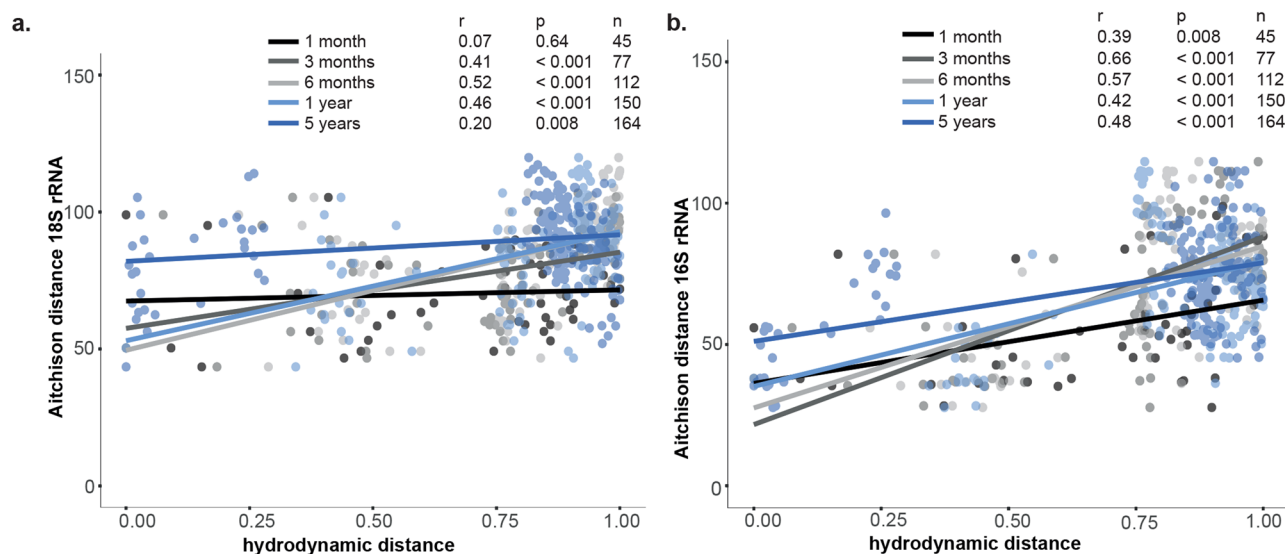 a.
r p n
1 month 0.07 0.64 45
3 months 0.41 < 0.001 77
6 months 0.52 < 0.001 112
1 year 0.46 < 0.001 150
5 years 0.20 0.008 164
Aitchison distance 18S rRNA
150
100
50
0
0.00 0.25 0.50 0.75 1.00
hydrodynamic distance
b.
r p n
1 month 0.39 0.008 45
3 months 0.66 < 0.001 77
6 months 0.57 < 0.001 112
1 year 0.42 < 0.001 150
5 years 0.48 < 0.001 164
Aitchison distance 16S rRNA
150
100
50
0
0.00 0.25 0.50 0.75 1.00
hydrodynamic distance